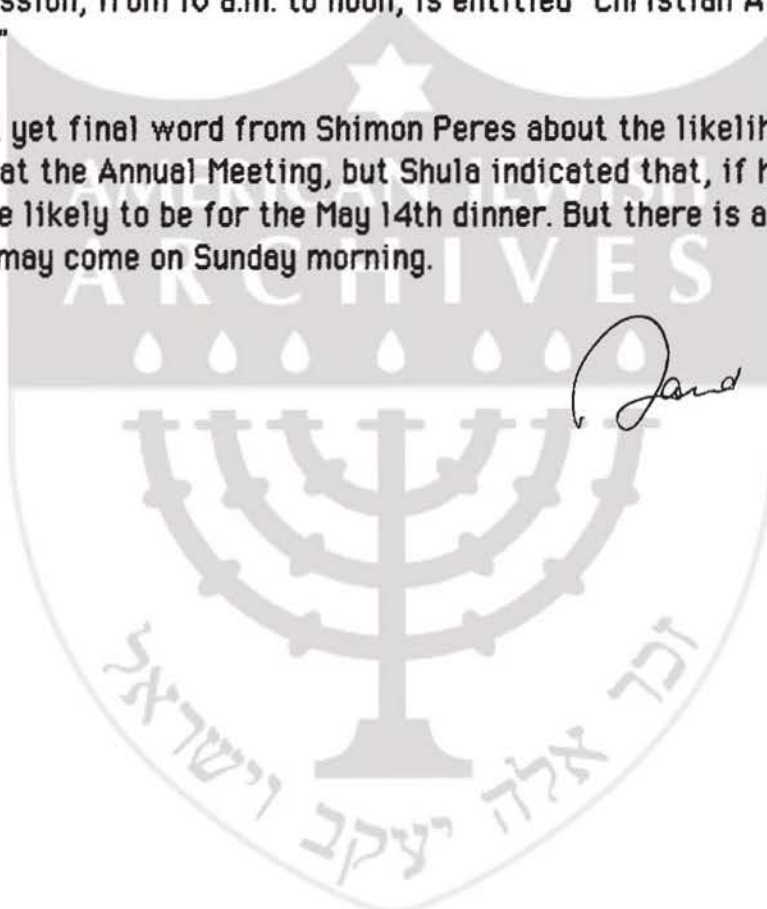 ssion, from 10 a.m. to noon, is entitled "Christian A
"
yet final word from Shimon Peres about the likelih
at the Annual Meeting, but Shula indicated that, if h
e likely to be for the May 14th dinner. But there is a
may come on Sunday morning.
AMERICAN JEWISH
ARCHIVES
זכר אלה יעקב וישראל